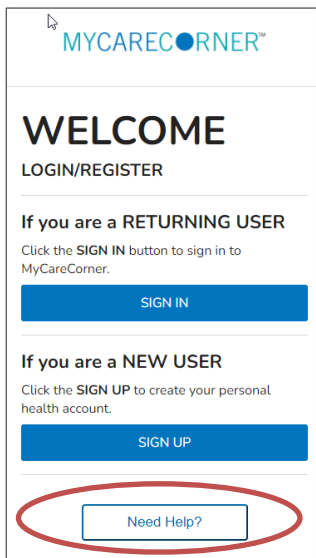 MYCARECORNER™
WELCOME
LOGIN/REGISTER
If you are a RETURNING USER
Click the SIGN IN button to sign in to
MyCareCorner.
SIGN IN
If you are a NEW USER
Click the SIGN UP to create your personal
health account.
SIGN UP
Need Help?